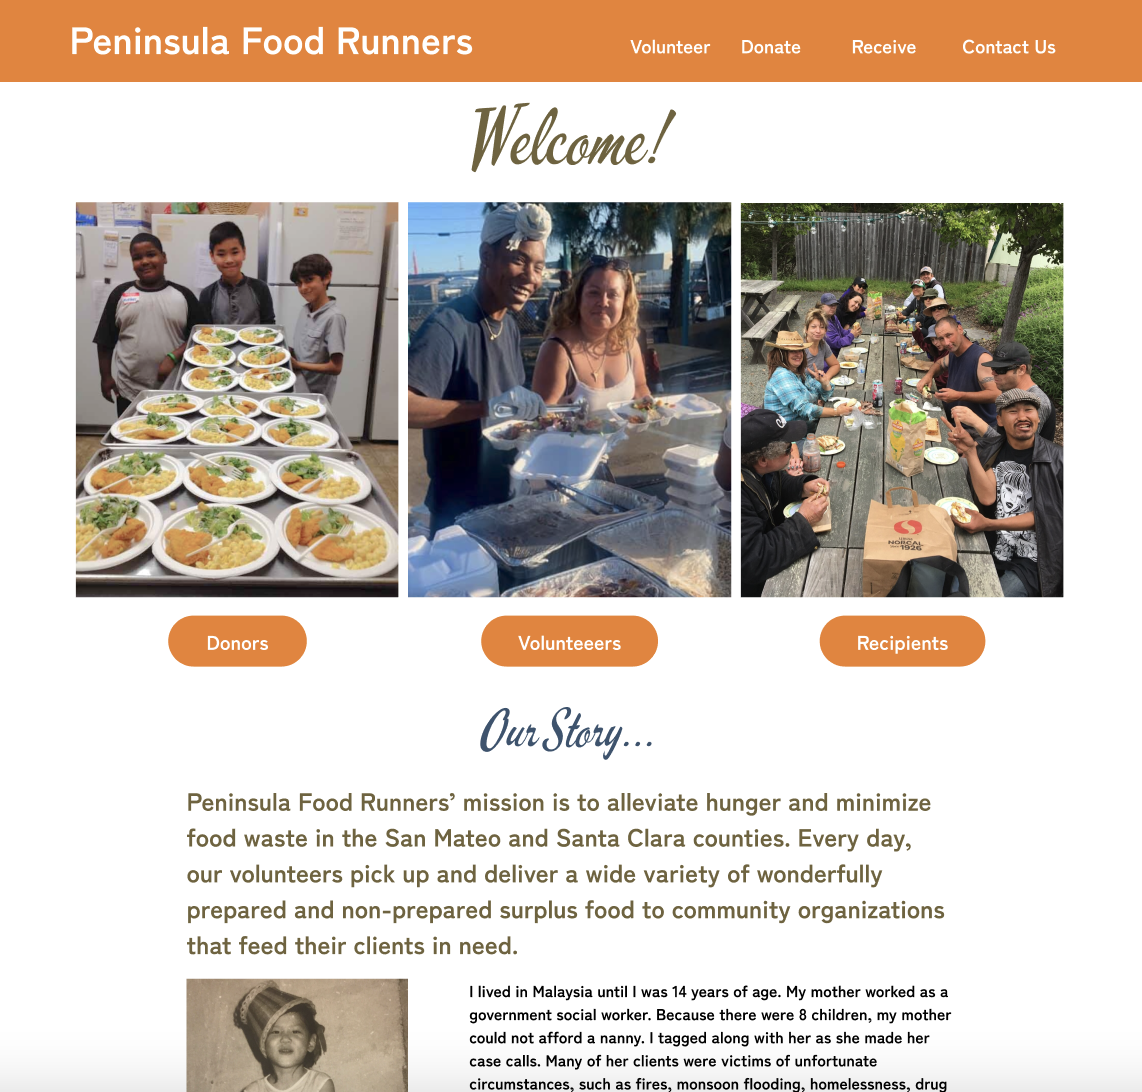 Peninsula Food Runners
Volunteer Donate Receive Contact Us
Welcome!
NORCAL
1926
Donors Volunteeers Recipients
Our Story...
Peninsula Food Runners’ mission is to alleviate hunger and minimize
food waste in the San Mateo and Santa Clara counties. Every day,
our volunteers pick up and deliver a wide variety of wonderfully
prepared and non-prepared surplus food to community organizations
that feed their clients in need.
I lived in Malaysia until I was 14 years of age. My mother worked as a
government social worker. Because there were 8 children, my mother
could not afford a nanny. I tagged along with her as she made her
case calls. Many of her clients were victims of unfortunate
circumstances, such as fires, monsoon flooding, homelessness, drug